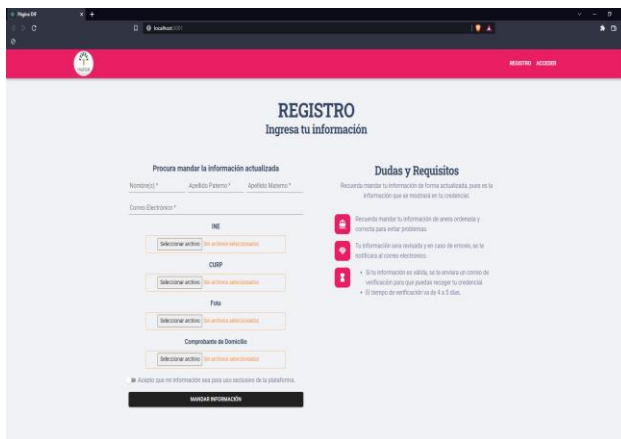 Página DIF
localhost:3001
REGISTRO ACCEDER
REGISTRO
Ingresa tu información
Procura mandar la información actualizada
Nombre(s) * Apellido Paterno * Apellido Materno *
Correo Electrónico *
INE
Seleccionar archivo Sin archivos seleccionados
CURP
Seleccionar archivo Sin archivos seleccionados
Foto
Seleccionar archivo Sin archivos seleccionados
Comprobante de Domicilio
Seleccionar archivo Sin archivos seleccionados
Acepto que mi información sea para uso exclusivo de la plataforma.
MANDAR INFORMACIÓN
Dudas y Requisitos
Recuerda mandar tu información de forma actualizada, pues es la
información que se mostrará en tu credencial.
Recuerda mandar tu información de anera ordenada y
correcta para evitar problemas.
Tu información será revisada y en caso de errores, se te
notificara al correo electronico.
Si tu información es válida, se te enviara un correo de
verificación para que puedas recoger tu credencial.
El tiempo de verificación va de 4 a 5 días.